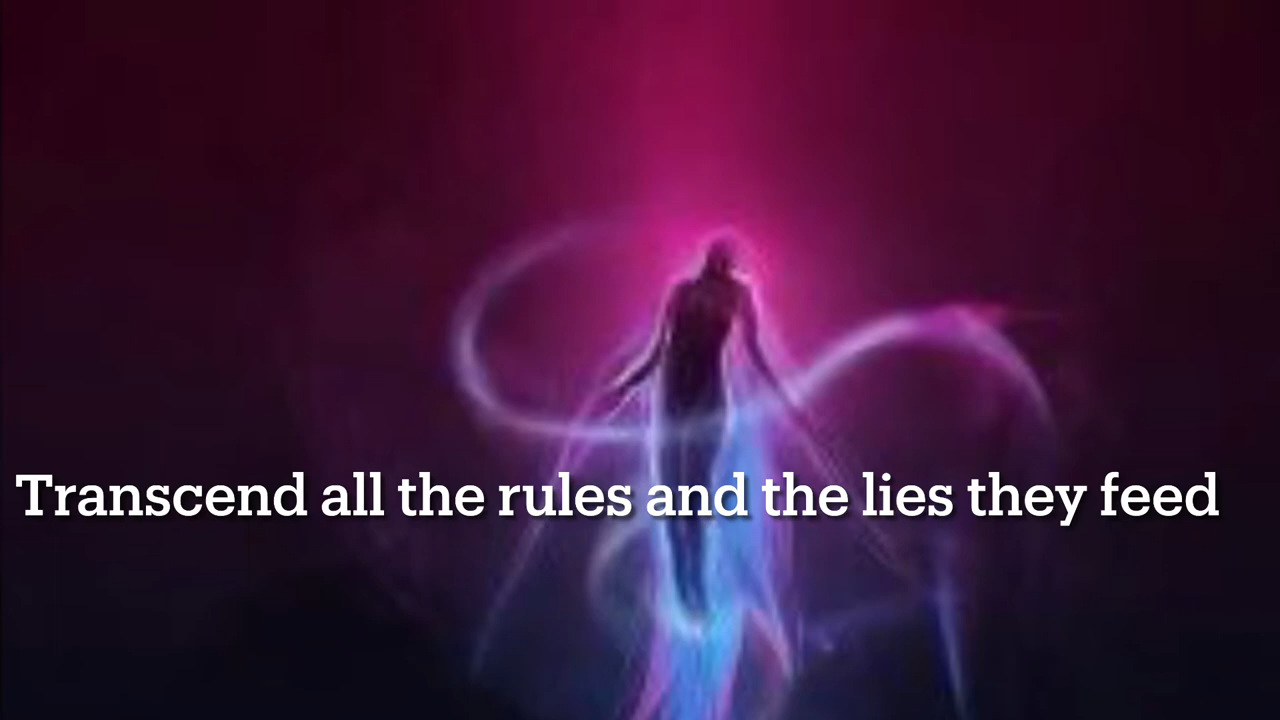 Transcend all the rules and the lies they feed